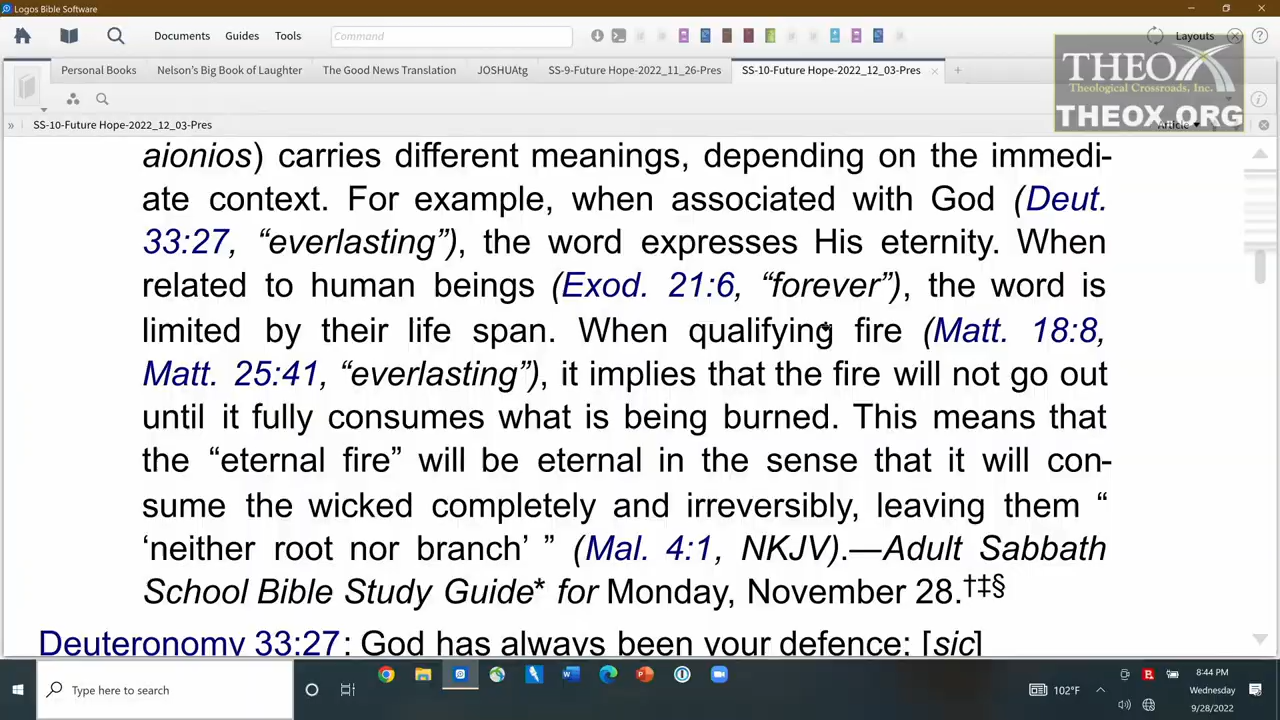 Logos Bible Software
Documents Guides Tools Command Layouts
THEOX
Theological Crossroads, Inc.
THEOX.ORG
Personal Books Nelson's Big Book of Laughter The Good News Translation JOSHUAtg SS-9-Future Hope-2022_11_26-Pres SS-10-Future Hope-2022_12_03-Pres
SS-10-Future Hope-2022_12_03-Pres Article
aionios) carries different meanings, depending on the immedi-
ate context. For example, when associated with God (Deut.
33:27, “everlasting”), the word expresses His eternity. When
related to human beings (Exod. 21:6, “forever”), the word is
limited by their life span. When qualifying fire (Matt. 18:8,
Matt. 25:41, “everlasting”), it implies that the fire will not go out
until it fully consumes what is being burned. This means that
the “eternal fire” will be eternal in the sense that it will con-
sume the wicked completely and irreversibly, leaving them “
‘neither root nor branch’ ” (Mal. 4:1, NKJV).—Adult Sabbath
School Bible Study Guide* for Monday, November 28.†‡§
Deuteronomy 33:27: God has always been your defence; [sic]
Type here to search
102°F
8:44 PM
Wednesday
9/28/2022